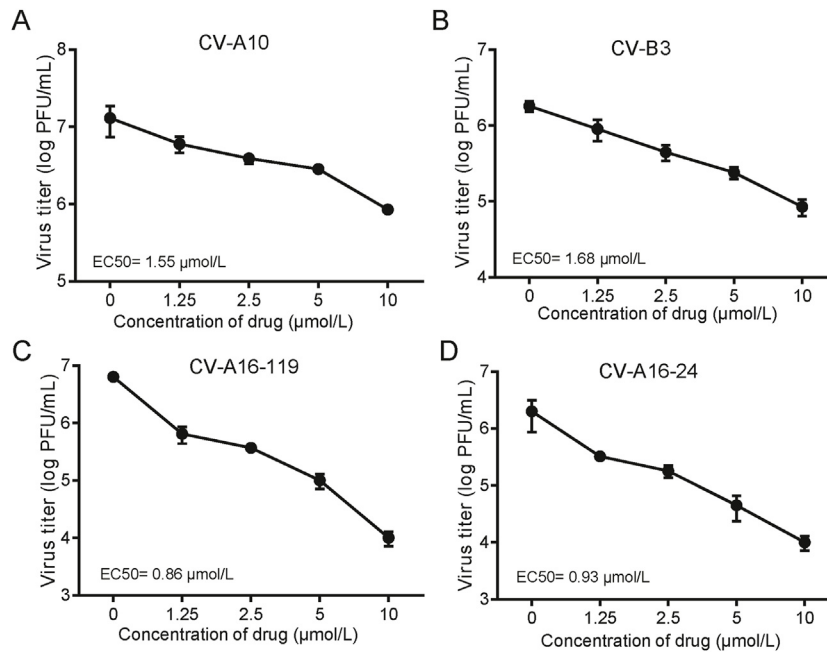 A
CV-A10
Virus titer (log PFU/mL)
8
7
6
5
EC50= 1.55 µmol/L
0 1.25 2.5 5 10
Concentration of drug (µmol/L)
B
CV-B3
Virus titer (log PFU/mL)
7
6
5
4
EC50= 1.68 µmol/L
0 1.25 2.5 5 10
Concentration of drug (µmol/L)
C
CV-A16-119
Virus titer (log PFU/mL)
7
6
5
4
3
EC50= 0.86 µmol/L
0 1.25 2.5 5 10
Concentration of drug (µmol/L)
D
CV-A16-24
Virus titer (log PFU/mL)
7
6
5
4
3
EC50= 0.93 µmol/L
0 1.25 2.5 5 10
Concentration of drug (µmol/L)